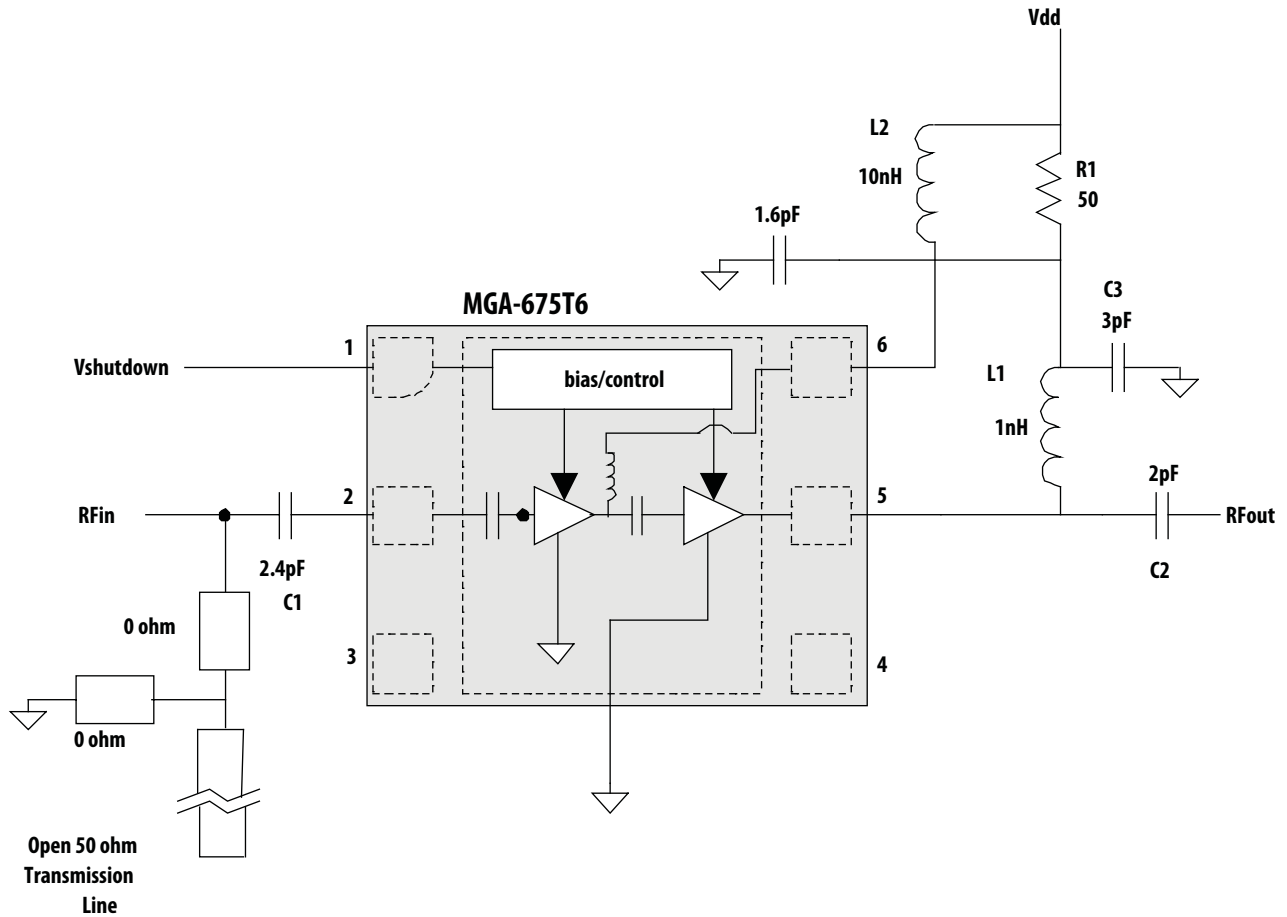 Vdd
L2
10nH
R1
50
1.6pF
C3
3pF
MGA-675T6
1
6
Vshutdown
bias/control
L1
1nH
2
5
RFin
2pF
RFout
2.4pF
C1
C2
0 ohm
3
4
0 ohm
Open 50 ohm
Transmission
Line